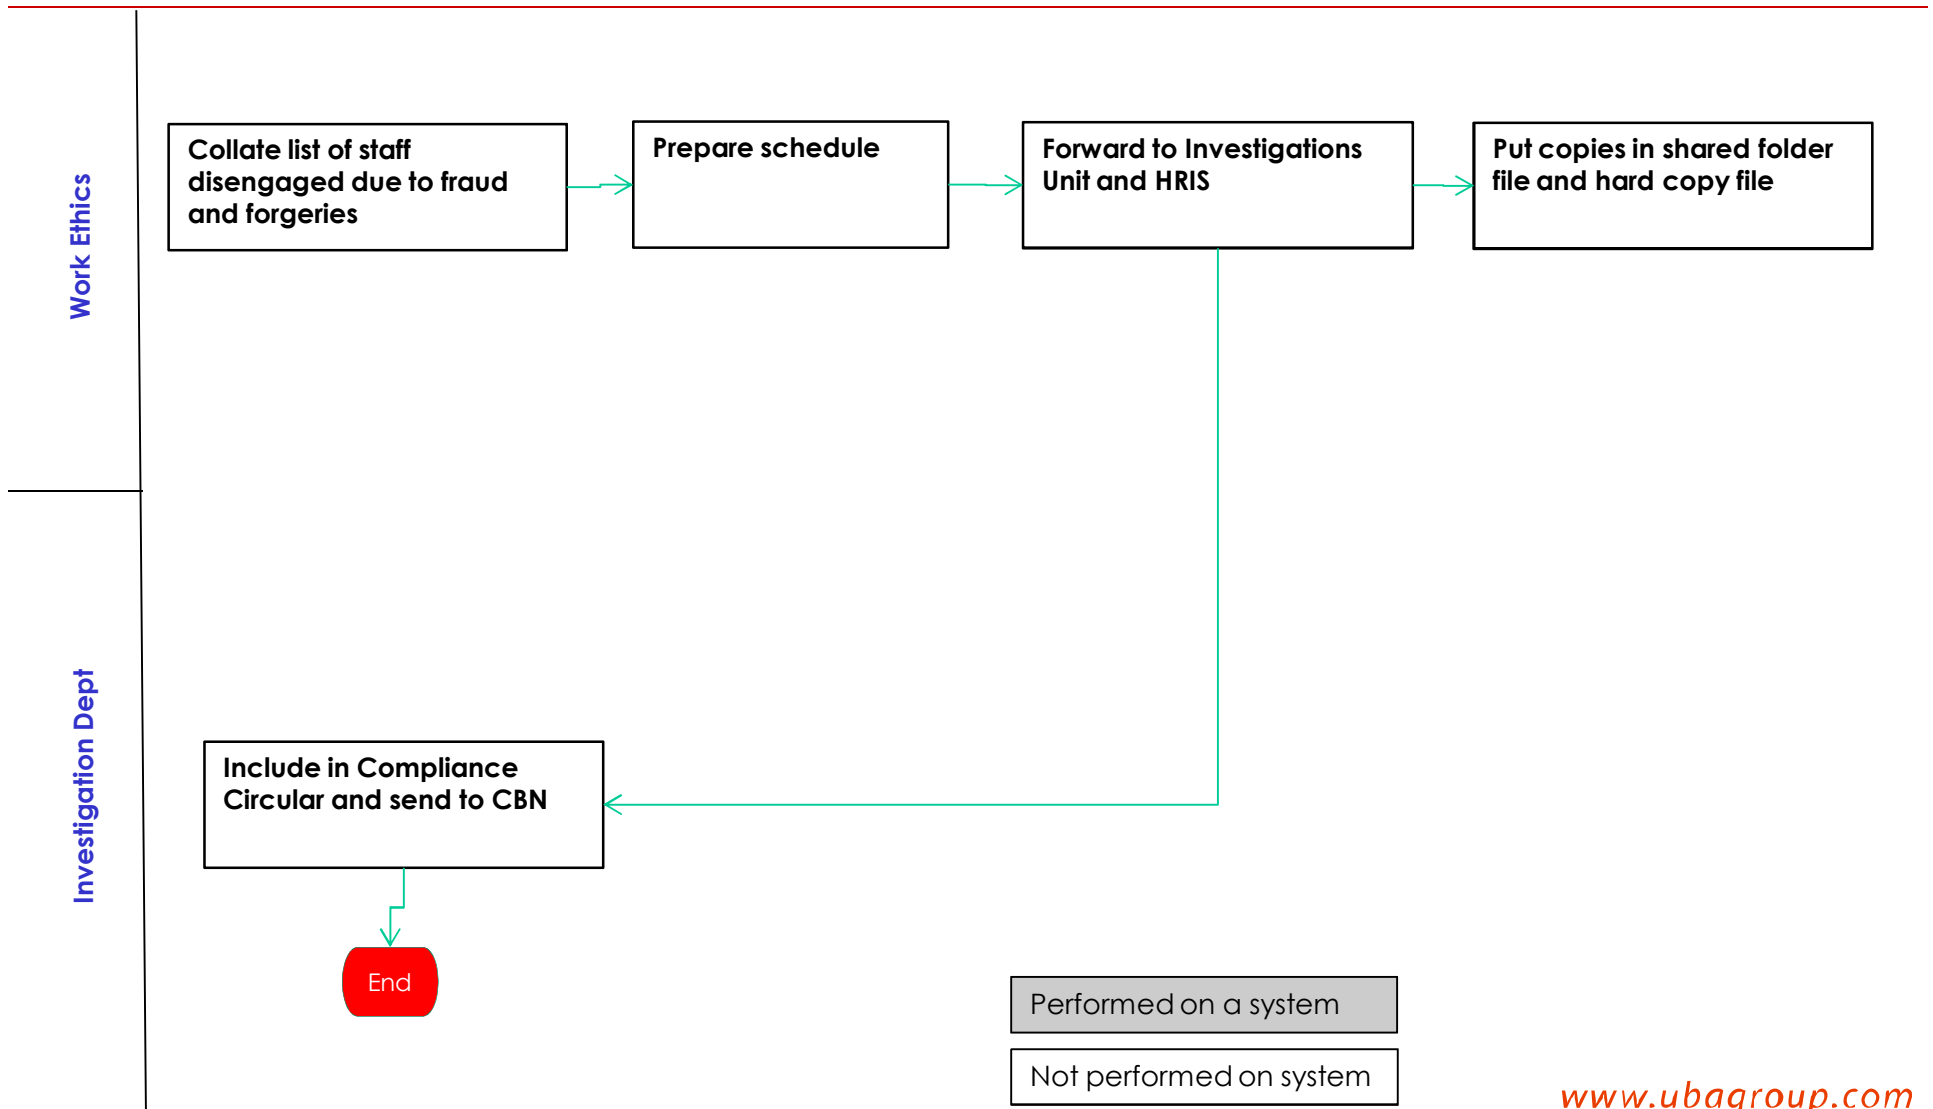 Work Ethics
Collate list of staff
disengaged due to fraud
and forgeries
Prepare schedule
Forward to Investigations
Unit and HRIS
Put copies in shared folder
file and hard copy file
Investigation Dept
Include in Compliance
Circular and send to CBN
End
Performed on a system
Not performed on system
www.ubagroup.com